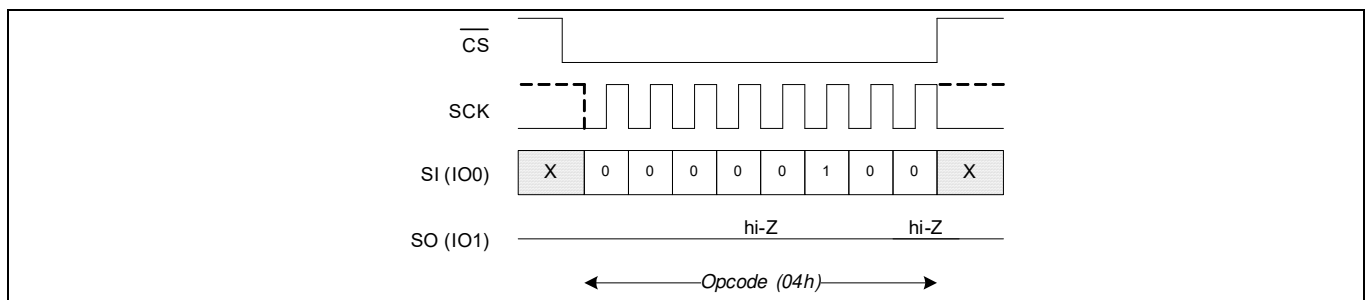 CS
SCK
SI (IO0) X 0 0 0 0 0 1 0 0 X
hi-Z hi-Z
SO (IO1)
Opcode (04h)